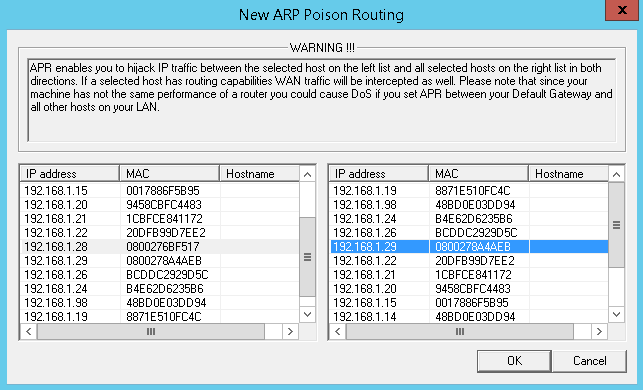 New ARP Poison Routing
x
WARNING !!!
APR enables you to hijack IP traffic between the selected host on the left list and all selected hosts on the right list in both
directions. If a selected host has routing capabilities WAN traffic will be intercepted as well. Please note that since your
machine has not the same performance of a router you could cause DoS if you set APR between your Default Gateway and
all other hosts on your LAN.
IP address MAC Hostname
192.168.1.15 0017886F5B95
192.168.1.20 9458CBFC4483
192.168.1.21 1CBFCE841172
192.168.1.22 20DFB99D7EE2
192.168.1.28 0800276BF517
192.168.1.29 0800278A4AEB
192.168.1.26 BCDDC2929D5C
192.168.1.24 B4E62D6235B6
192.168.1.98 48BD0E03DD94
192.168.1.19 8871E510FC4C
IP address MAC Hostname
192.168.1.19 8871E510FC4C
192.168.1.98 48BD0E03DD94
192.168.1.24 B4E62D6235B6
192.168.1.26 BCDDC2929D5C
192.168.1.29 0800278A4AEB
192.168.1.22 20DFB99D7EE2
192.168.1.21 1CBFCE841172
192.168.1.20 9458CBFC4483
192.168.1.15 0017886F5B95
192.168.1.14 48BD0E03DD94
OK
Cancel